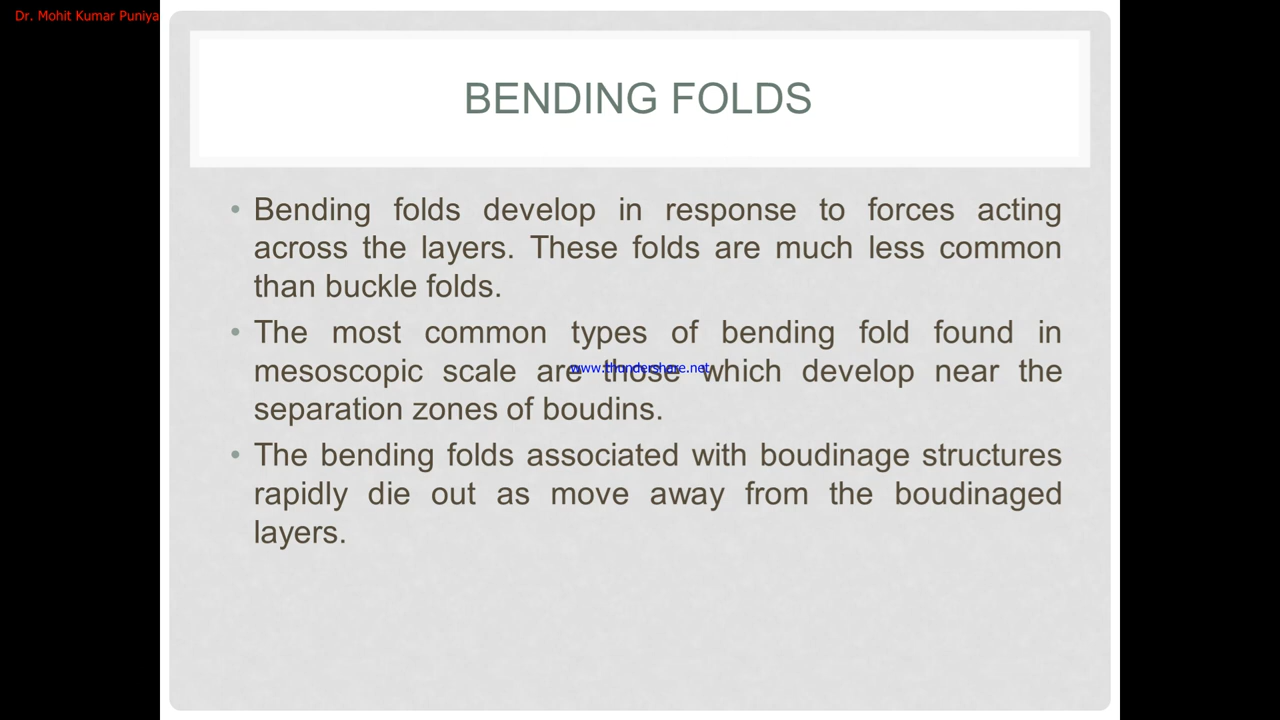 Dr. Mohit Kumar Puniya
BENDING FOLDS
• Bending folds develop in response to forces acting
across the layers. These folds are much less common
than buckle folds.
• The most common types of bending fold found in
mesoscopic scale are those which develop near the
www.thundershare.net
separation zones of boudins.
• The bending folds associated with boudinage structures
rapidly die out as move away from the boudinaged
layers.